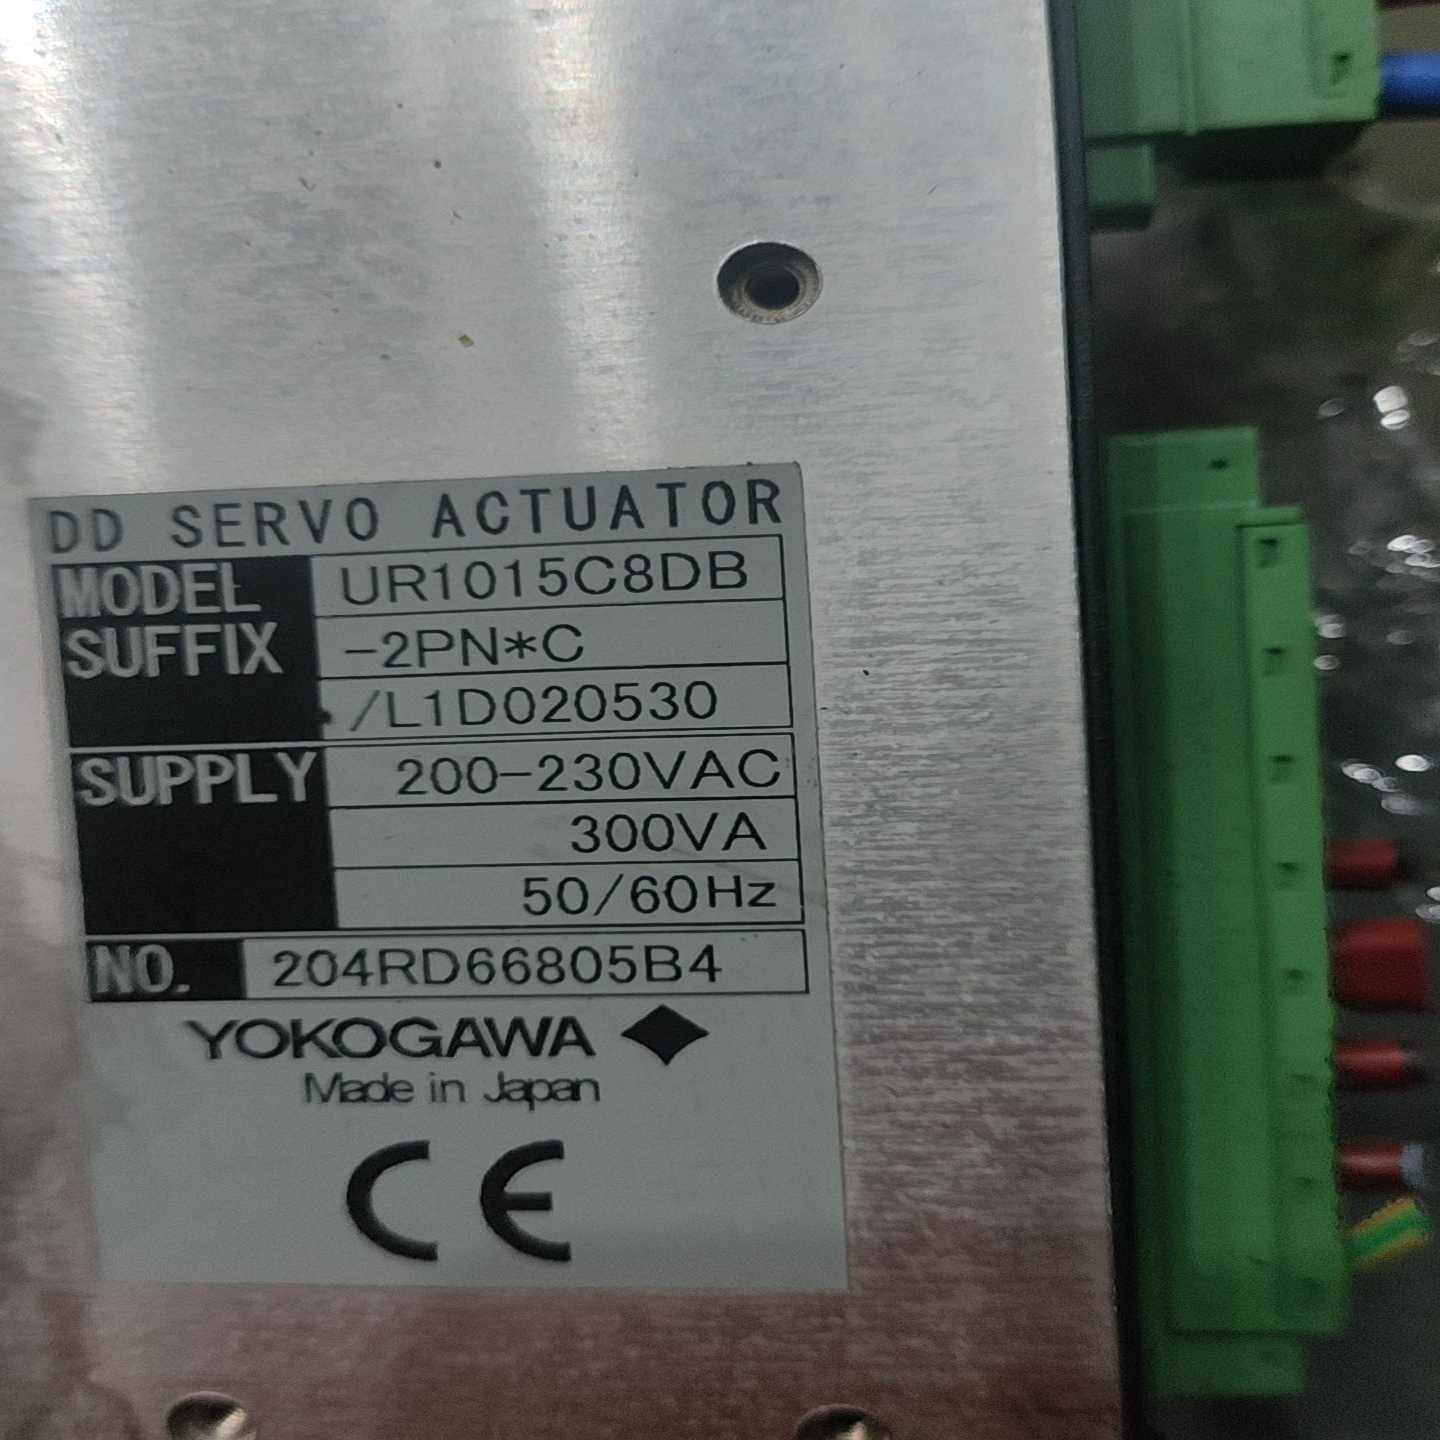 DD SERVO ACTUATOR
MODEL UR1015C8DB
SUFFIX -2PN*C
/L1D020530
SUPPLY 200-230VAC
300VA
50/60Hz
NO. 204RD66805B4
YOKOGAWA
Made in Japan
CE